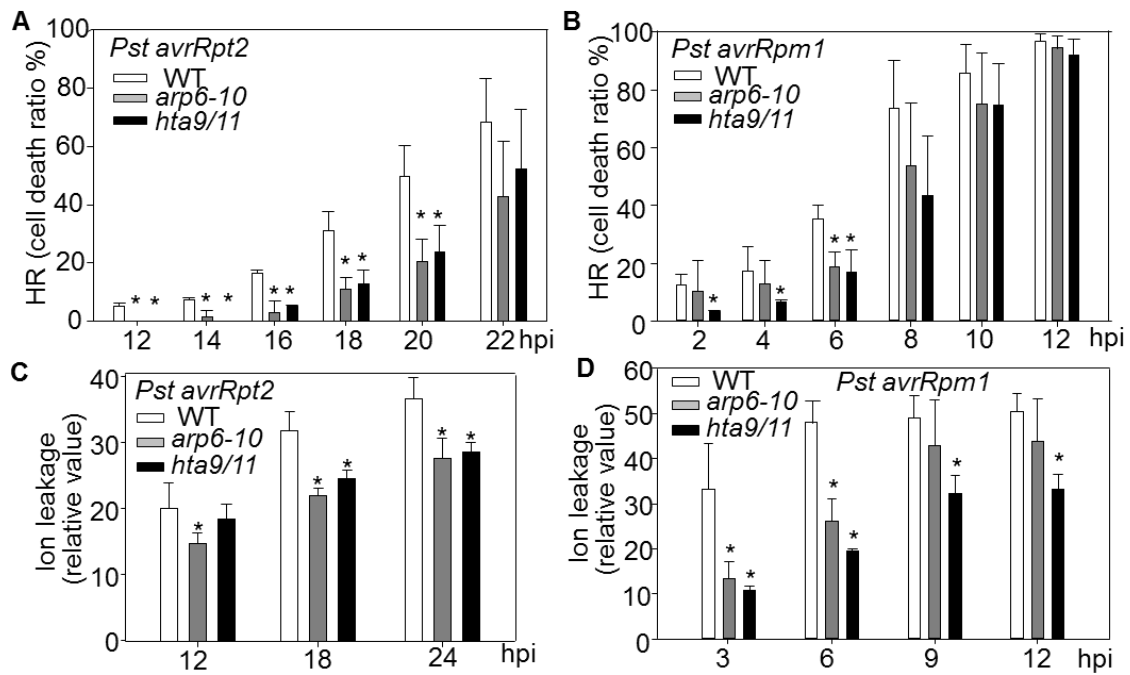 A
HR (cell death ratio %)
100
80
60
40
20
0
Pst avrRpt2
WT
arp6-10
hta9/11
* *
* *
* *
* *
* *
12 14 16 18 20 22 hpi
B
HR (cell death ratio %)
100
80
60
40
20
0
Pst avrRpm1
WT
arp6-10
hta9/11
*
*
* *
2 4 6 8 10 12 hpi
C
Ion leakage
(relative value)
40
30
20
10
0
Pst avrRpt2
WT
arp6-10
hta9/11
*
* *
* *
12 18 24 hpi
D
Ion leakage
(relative value)
60
50
40
30
20
10
0
WT
arp6-10
hta9/11
Pst avrRpm1
* *
* *
*
*
3 6 9 12 hpi